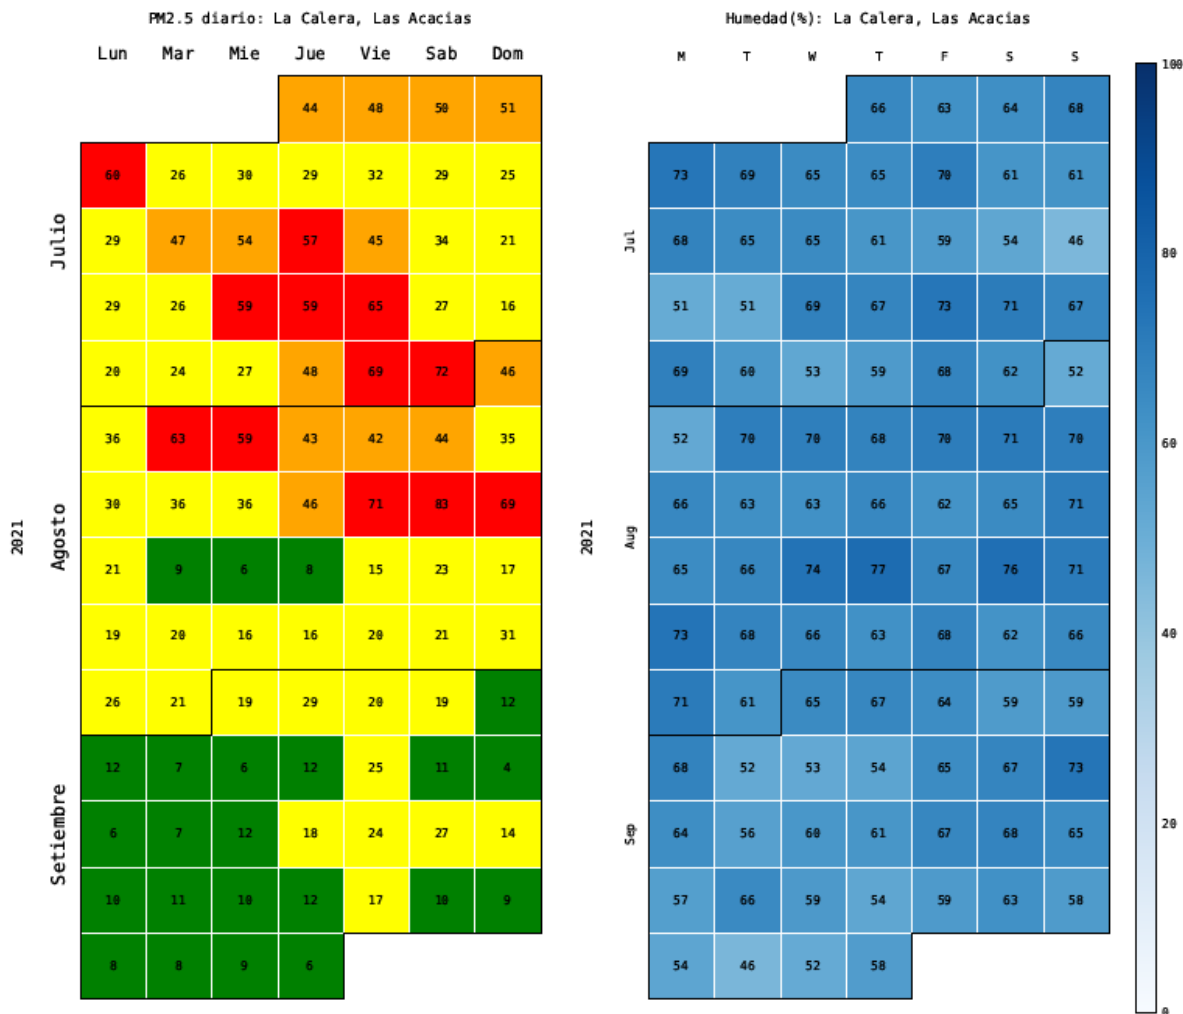 PM2.5 diario: La Calera, Las Acacias
Lun Mar Mie Jue Vie Sab Dom
44 48 50 51
60 26 30 29 32 29 25
Julio
29 47 54 57 45 34 21
29 26 59 59 65 27 16
20 24 27 48 69 72 46
36 63 59 43 42 44 35
2021
Agosto
30 36 36 46 71 83 69
21 9 6 8 15 23 17
19 20 16 16 20 21 31
26 21 19 29 20 19 12
12 7 6 12 25 11 4
Setiembre
6 7 12 18 24 27 14
10 11 10 12 17 10 9
8 8 9 6
Humedad(%): La Calera, Las Acacias
M T W T F S S
66 63 64 68
73 69 65 65 70 61 61
Jul
68 65 65 61 59 54 46
51 51 69 67 73 71 67
69 60 53 59 68 62 52
52 70 70 68 70 71 70
2021
Aug
66 63 63 66 62 65 71
65 66 74 77 67 76 71
73 68 66 63 68 62 66
71 61 65 67 64 59 59
68 52 53 54 65 67 73
Sep
64 56 60 61 67 68 65
57 66 59 54 59 63 58
54 46 52 58
100
80
60
40
20
0